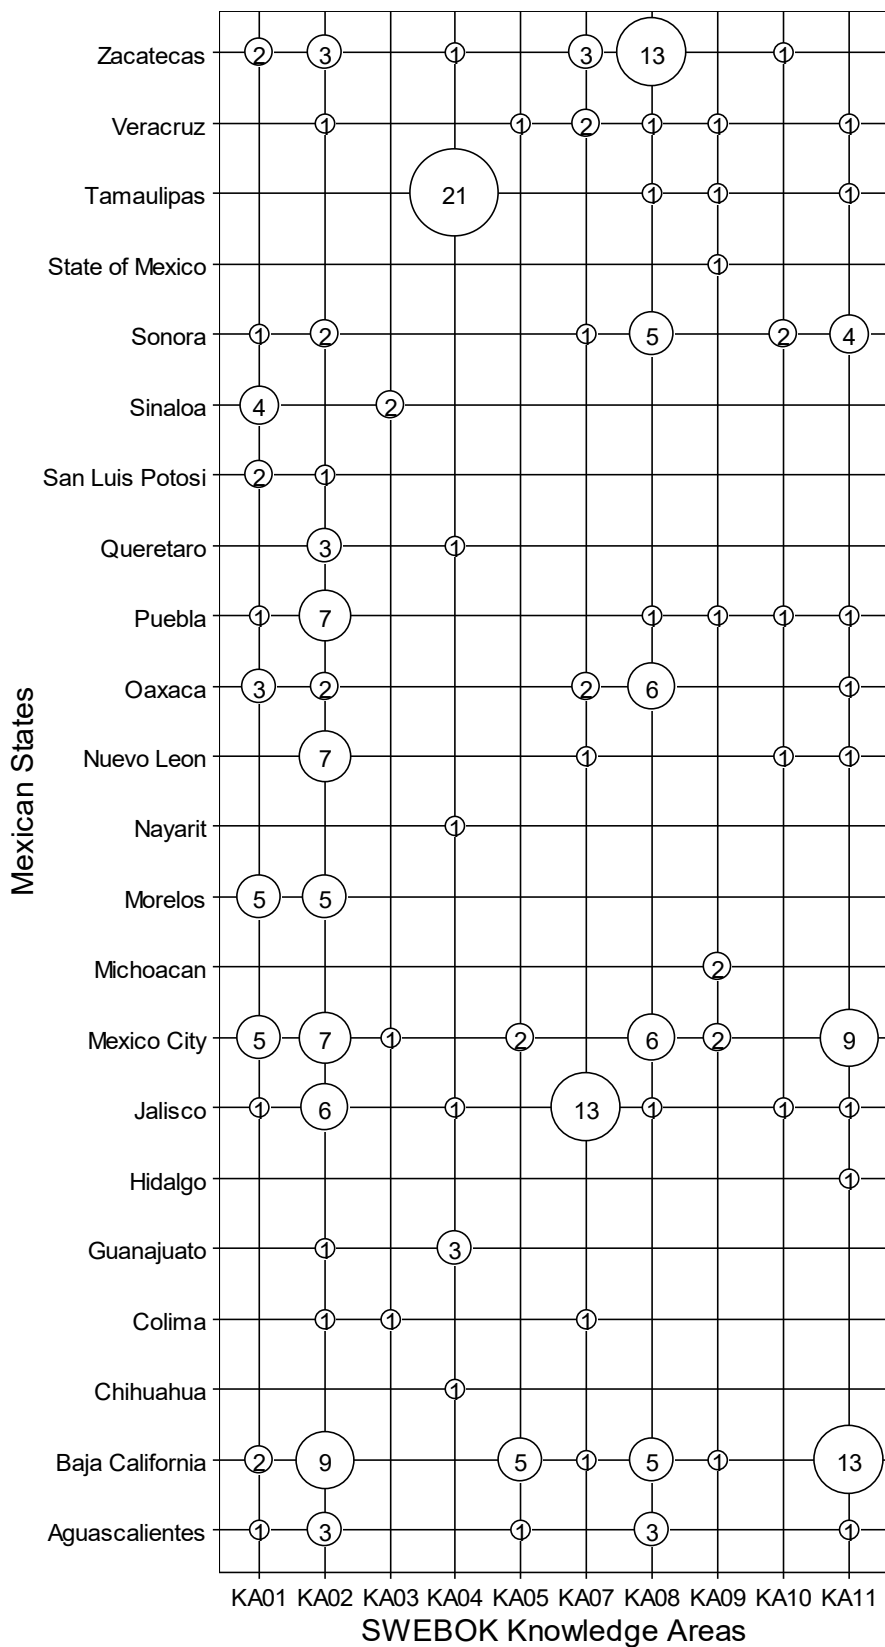 Zacatecas 2 3 1 3 13 1
Veracruz 1 1 2 1 1 1
Tamaulipas 21 1 1 1
State of Mexico 1
Sonora 1 2 1 5 2 4
Sinaloa 4 2
San Luis Potosi 2 1
Queretaro 3 1
Puebla 1 7 1 1 1 1
Oaxaca 3 2 2 6 1
Nuevo Leon 7 1 1 1
Nayarit 1
Morelos 5 5
Michoacan 2
Mexico City 5 7 1 2 6 2 9
Jalisco 1 6 1 13 1 1 1
Hidalgo 1
Guanajuato 1 3
Colima 1 1 1
Chihuahua 1
Baja California 2 9 5 1 5 1 13
Aguascalientes 1 3 1 3 1
Mexican States
KA01 KA02 KA03 KA04 KA05 KA07 KA08 KA09 KA10 KA11
SWEBOK Knowledge Areas